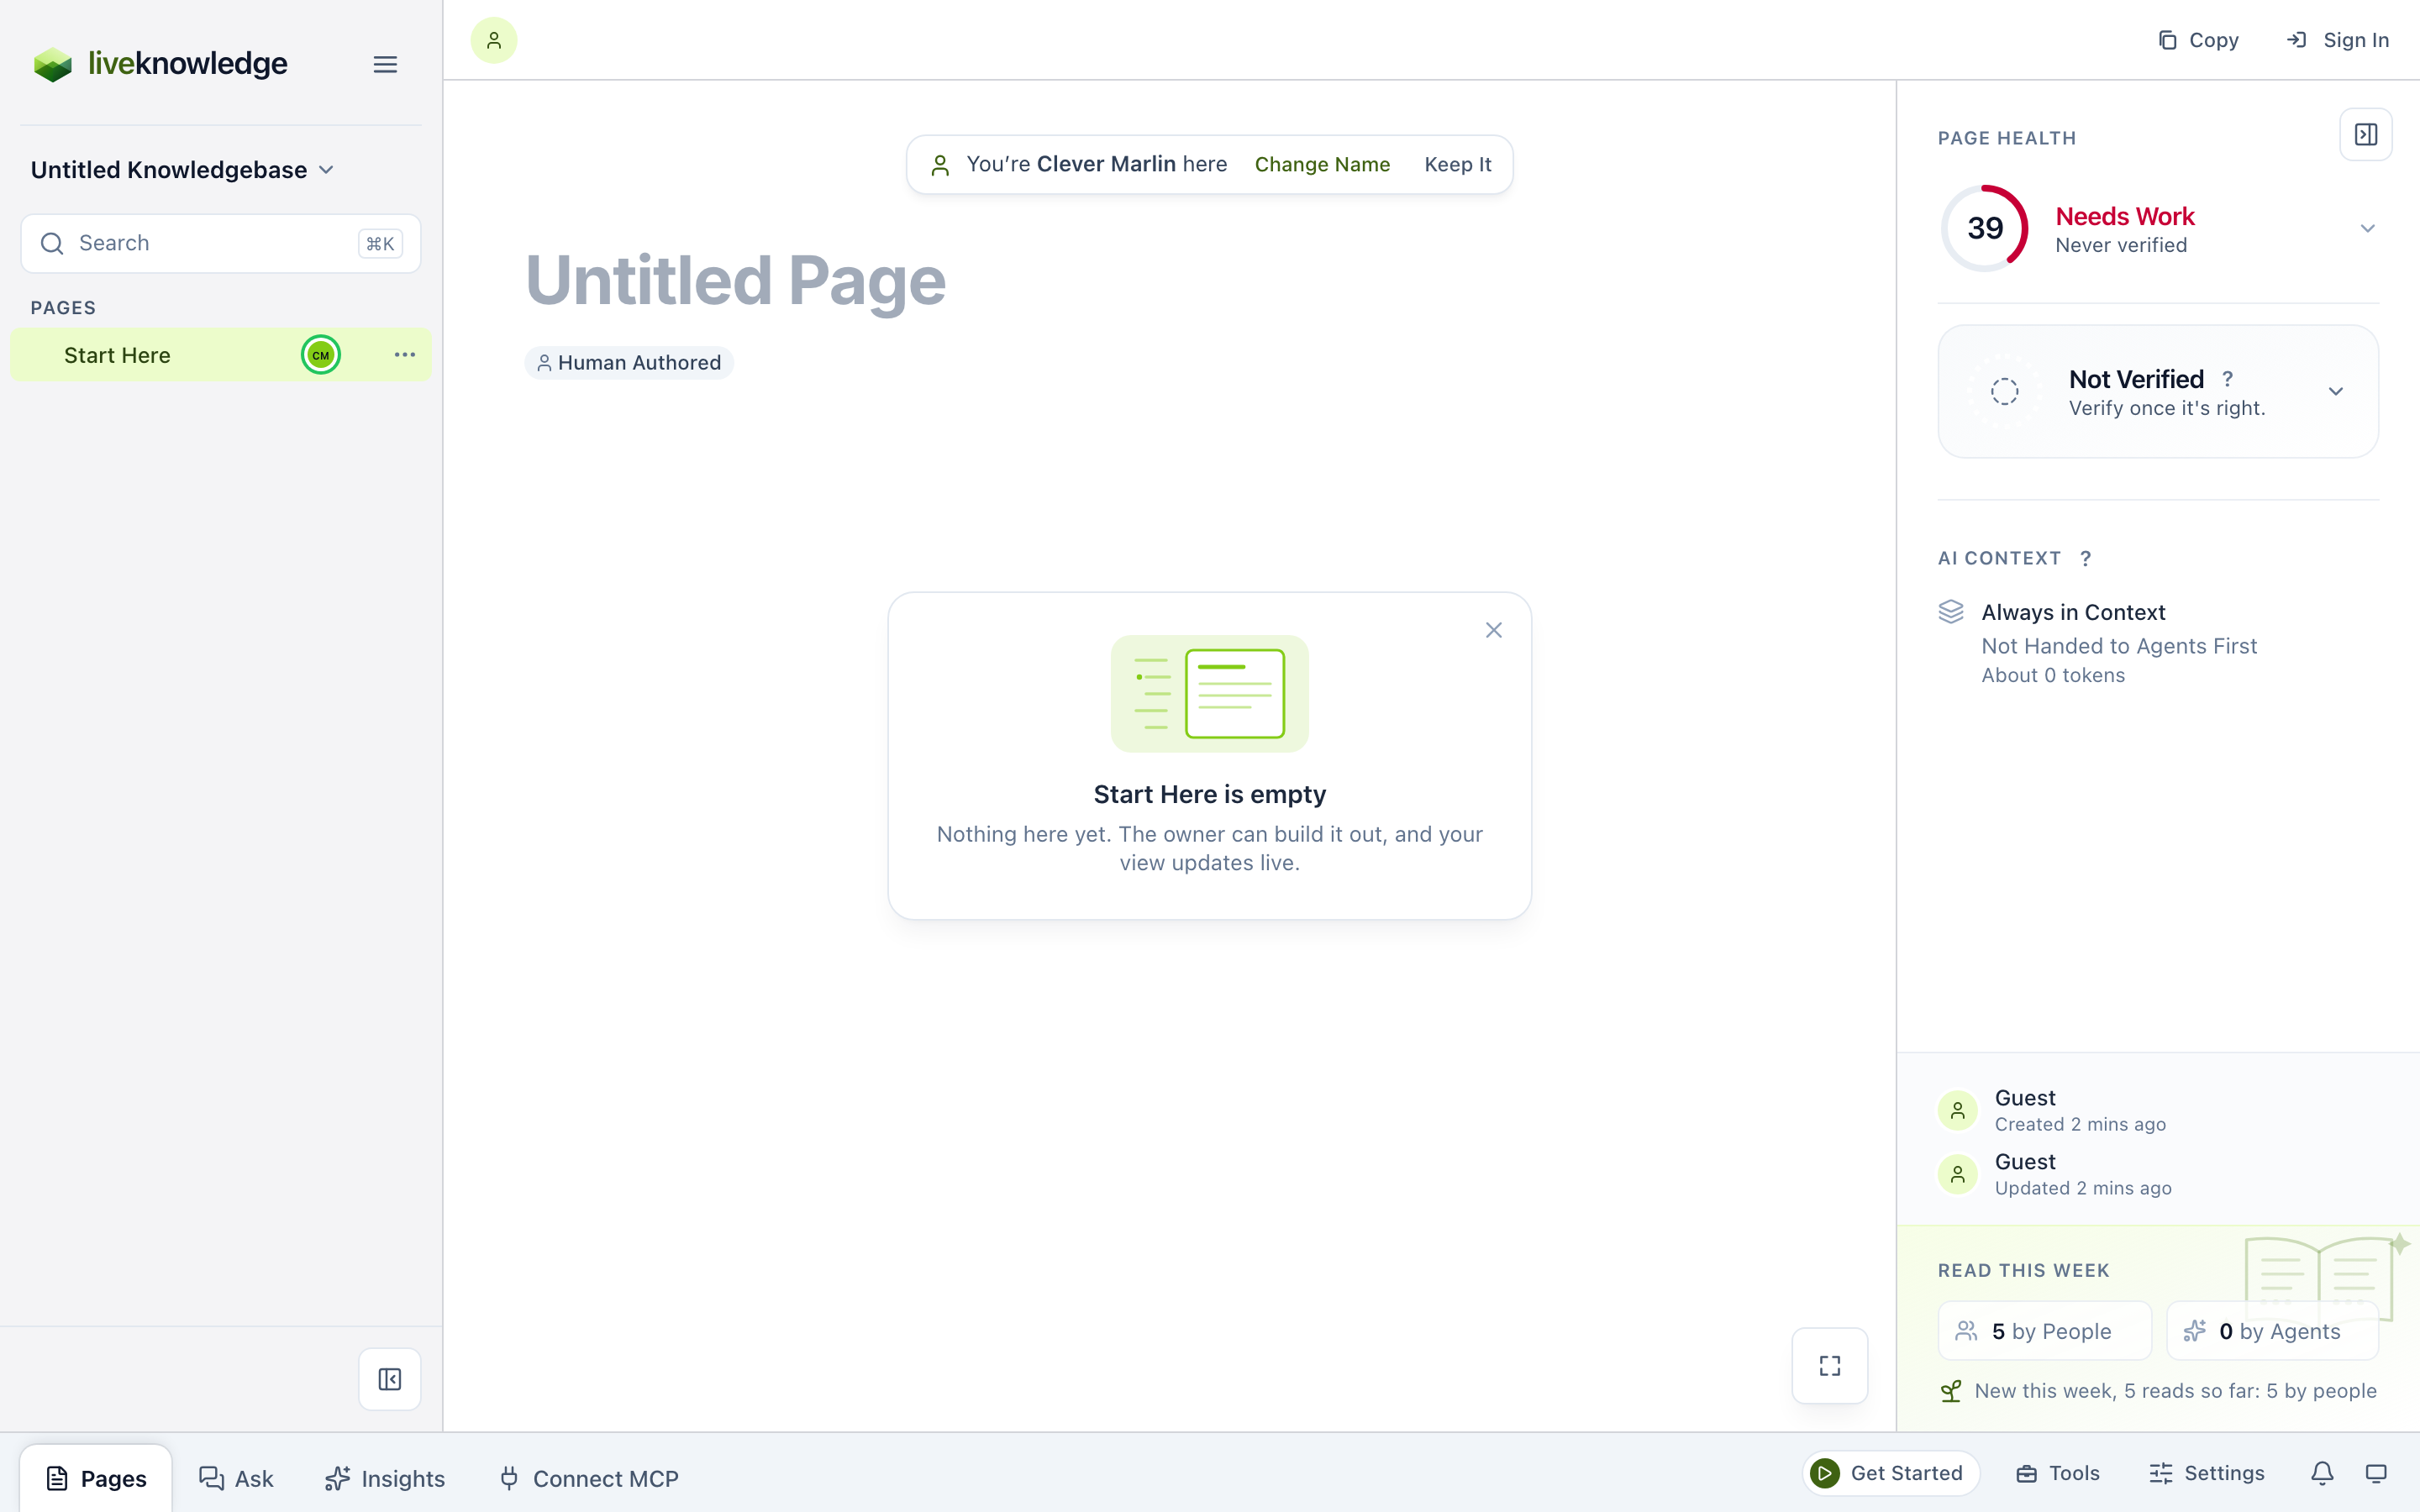 liveknowledge
Untitled Knowledgebase
Search
⌘K
PAGES
Start Here
CM
Copy
Sign In
You’re Clever Marlin here
Change Name
Keep It
Untitled Page
Human Authored
Start Here is empty
Nothing here yet. The owner can build it out, and your
view updates live.
PAGE HEALTH
39
Needs Work
Never verified
Not Verified ?
Verify once it's right.
AI CONTEXT ?
Always in Context
Not Handed to Agents First
About 0 tokens
Guest
Created 2 mins ago
Guest
Updated 2 mins ago
READ THIS WEEK
5 by People
0 by Agents
New this week, 5 reads so far: 5 by people
Pages
Ask
Insights
Connect MCP
Get Started
Tools
Settings